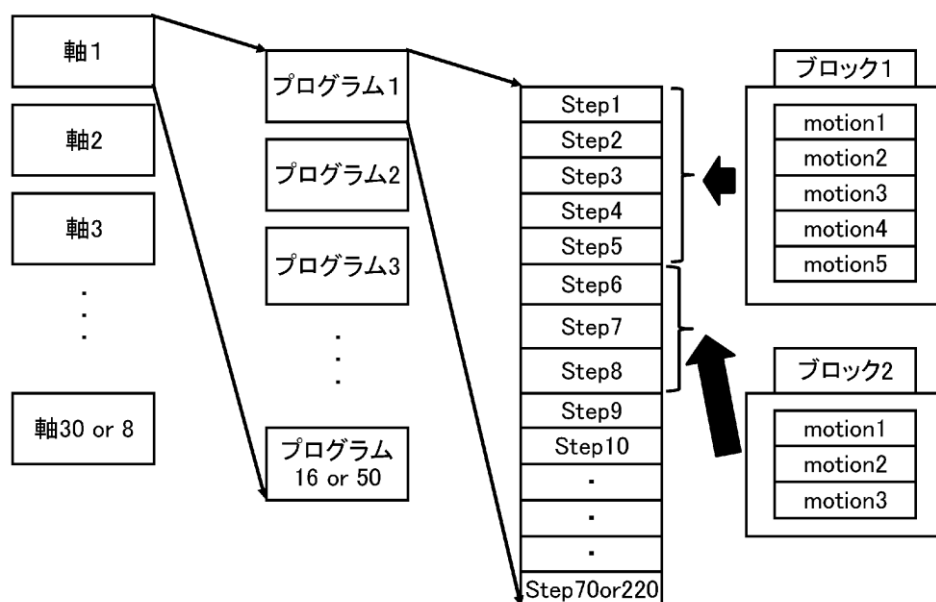 軸1
軸2
軸3
・
・
・
軸30 or 8
プログラム1
プログラム2
プログラム3
・
・
・
プログラム
16 or 50
Step1
Step2
Step3
Step4
Step5
Step6
Step7
Step8
Step9
Step10
・
・
・
Step70or220
ブロック1
motion1
motion2
motion3
motion4
motion5
ブロック2
motion1
motion2
motion3